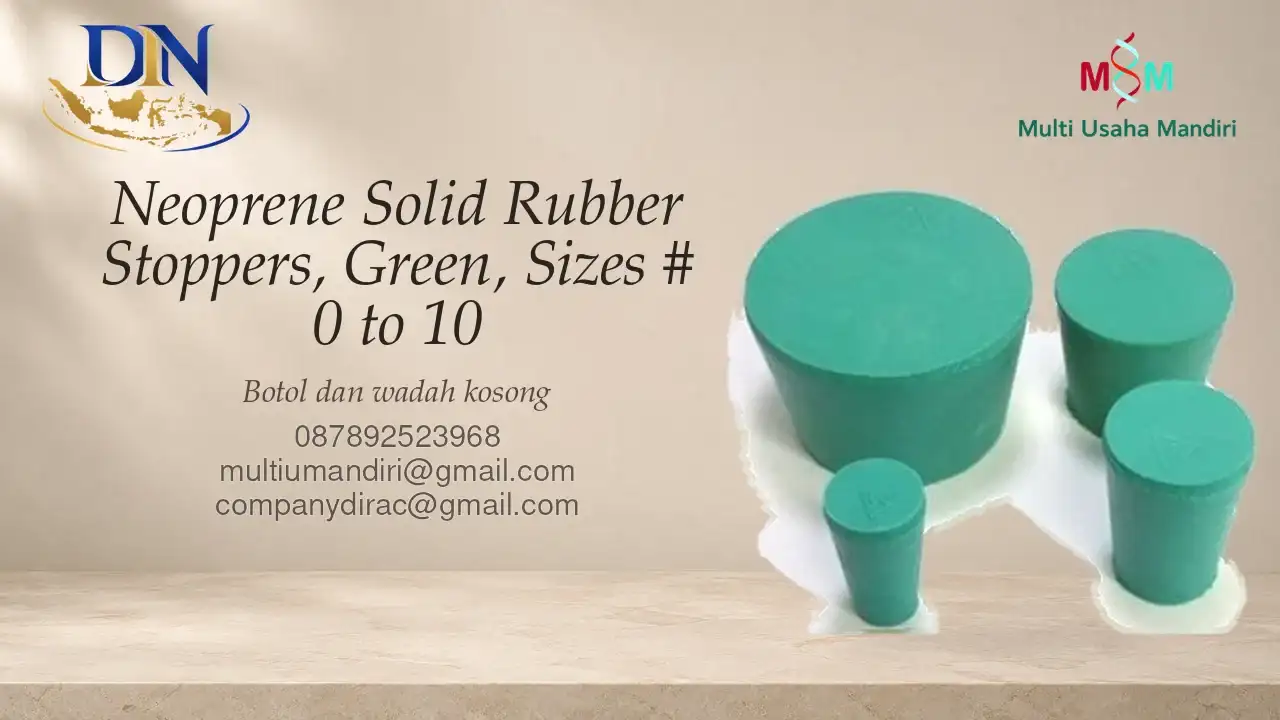 DIN
MSM
Multi Usaha Mandiri
Neoprene Solid Rubber
Stoppers, Green, Sizes #
0 to 10
Botol dan wadah kosong
087892523968
multiumandiri@gmail.com
companydirac@gmail.com